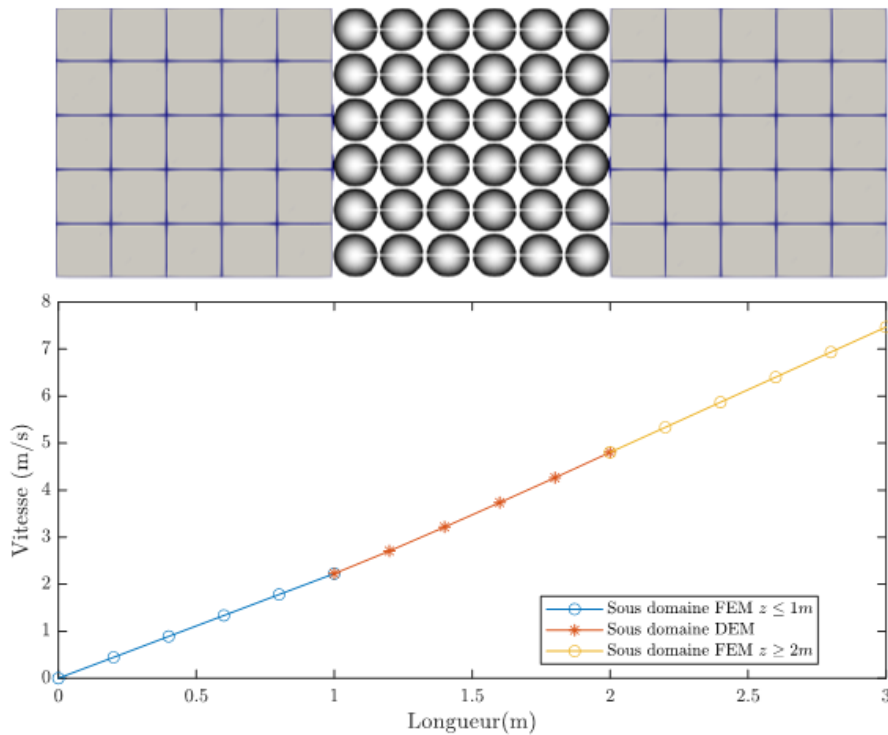 8
7
6
5
4
3
2
1
0
Vitesse (m/s)
Sous domaine FEM z ≤ 1m
Sous domaine DEM
Sous domaine FEM z ≥ 2m
0 0.5 1 1.5 2 2.5 3
Longueur(m)